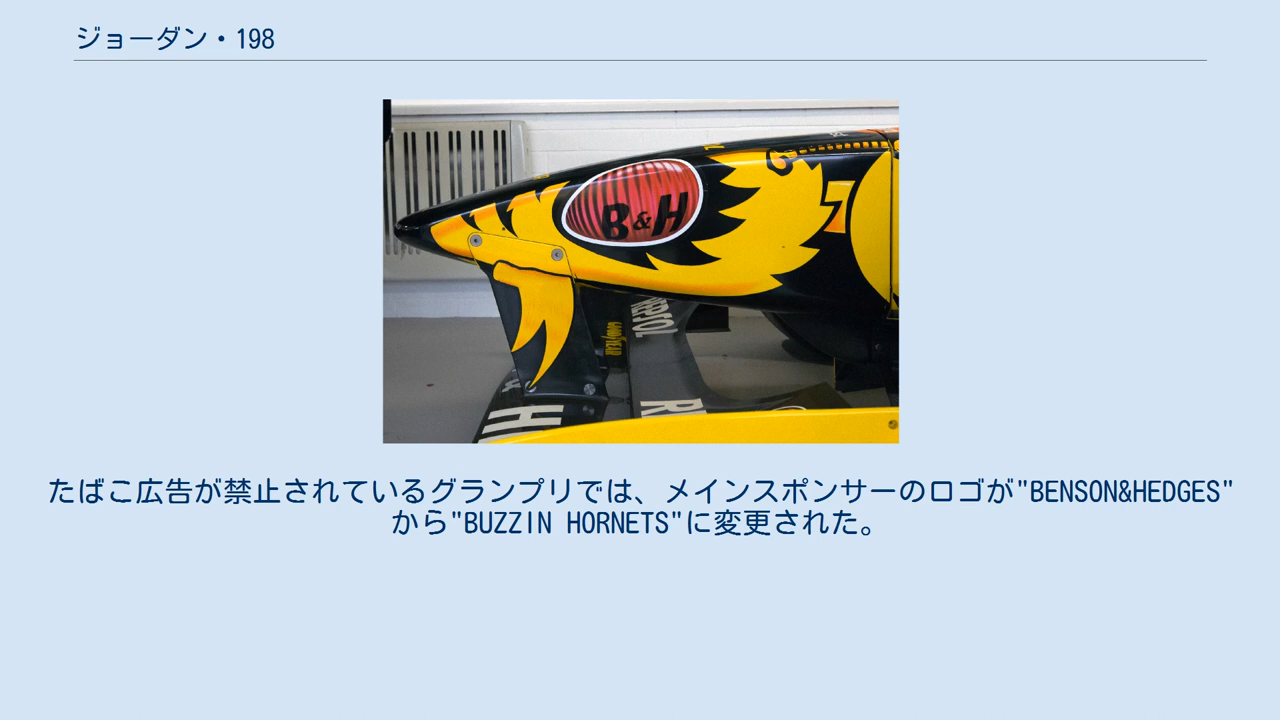 ジョーダン・198
B&H
GOOD YEAR
たばこ広告が禁止されているグランプリでは、メインスポンサーのロゴが"BENSON&HEDGES"
から"BUZZIN HORNETS"に変更された。